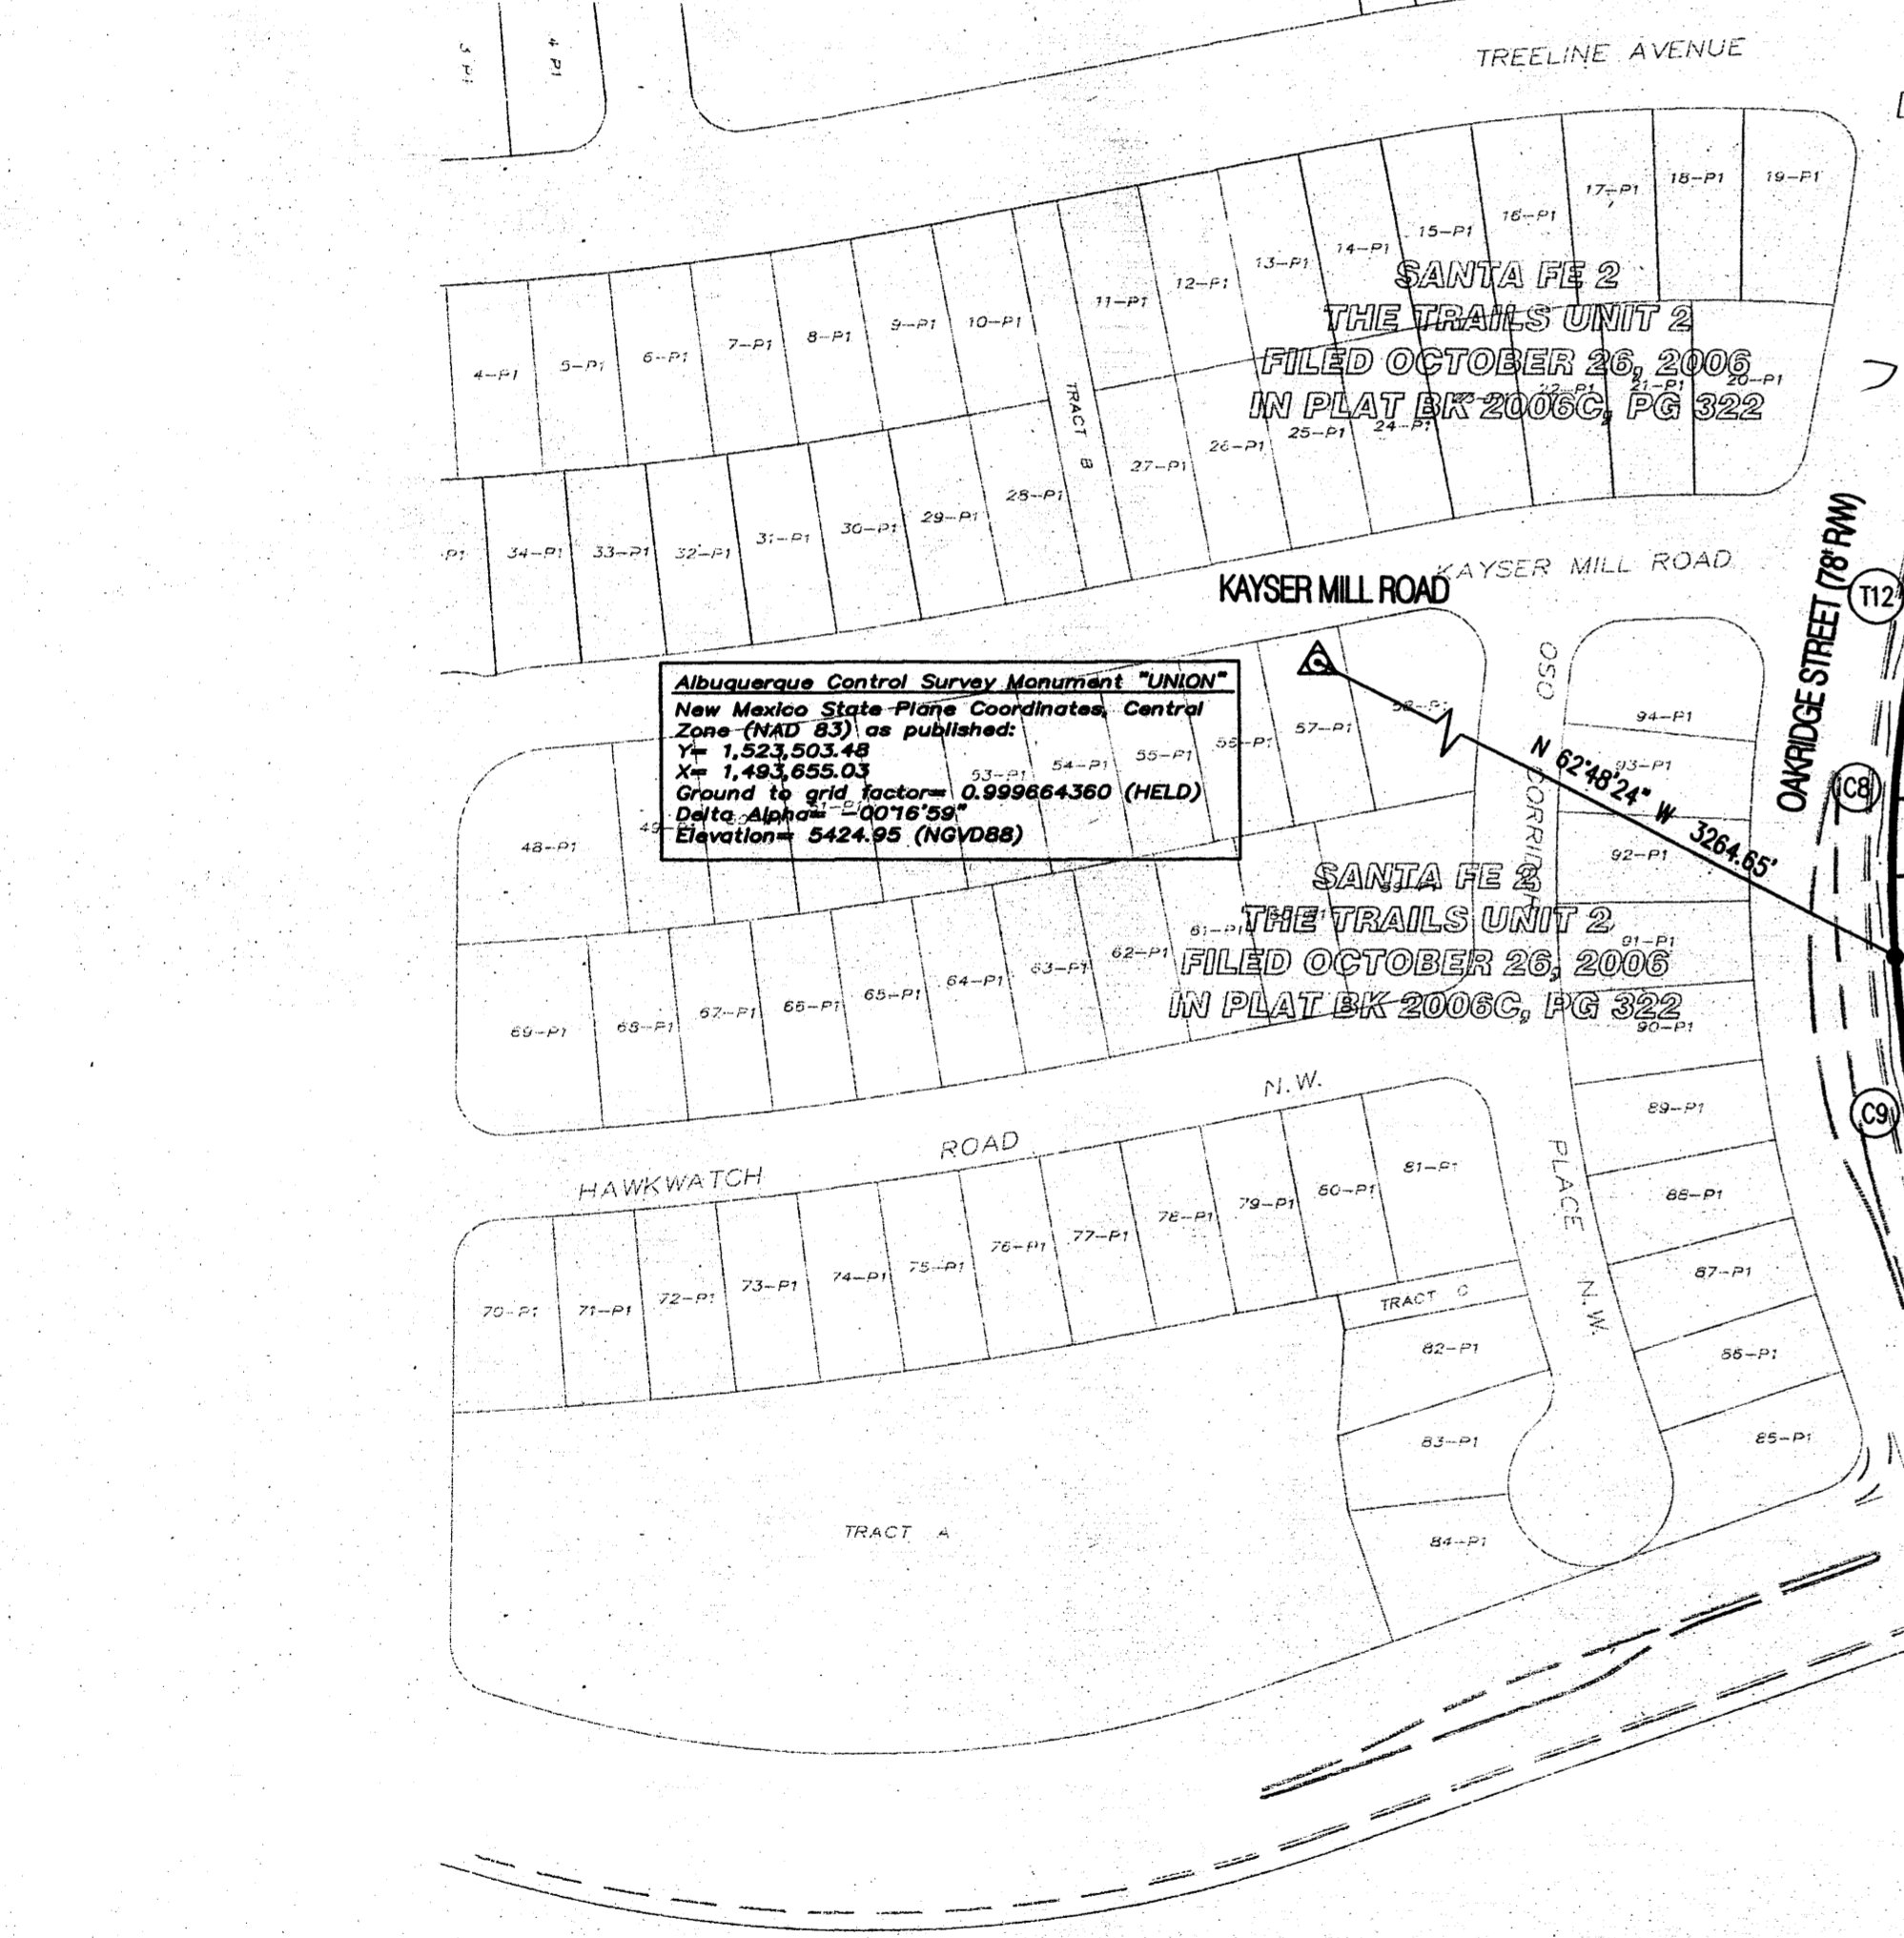 3 P1
4 P1
TREELINE AVENUE
4-P1
5-P1
6-P1
7-P1
8-P1
9-P1
10-P1
TRACT B
11-P1
12-P1
13-P1
14-P1
15-P1
16-P1
17-P1
18-P1
19-P1
SANTA FE 2
THE TRAILS UNIT 2
FILED OCTOBER 26, 2006
IN PLAT BK 2006C, PG 322
20-P1
21-P1
22-P1
24-P1
25-P1
26-P1
27-P1
28-P1
29-P1
30-P1
31-P1
32-P1
33-P1
34-P1
-P1
KAYSER MILL ROAD
KAYSER MILL ROAD
OAKRIDGE STREET (78' R/W)
T12
C8
C9
Albuquerque Control Survey Monument "UNION"
New Mexico State Plane Coordinates, Central
Zone (NAD 83) as published:
Y= 1,523,503.48
X= 1,493,655.03
Ground to grid factor= 0.999664360 (HELD)
Delta Alpha= -00°16'59"
Elevation= 5424.95 (NGVD88)
N 62°48'24" W 3264.65'
48-P1
53-P1
54-P1
55-P1
57-P1
OSO CORRIDOR PLACE N.W.
94-P1
93-P1
92-P1
91-P1
90-P1
89-P1
88-P1
87-P1
86-P1
85-P1
SANTA FE 2
THE TRAILS UNIT 2
FILED OCTOBER 26, 2006
IN PLAT BK 2006C, PG 322
61-P1
62-P1
63-P1
64-P1
65-P1
66-P1
67-P1
68-P1
69-P1
HAWKWATCH ROAD N.W.
70-P1
71-P1
72-P1
73-P1
74-P1
75-P1
76-P1
77-P1
78-P1
79-P1
80-P1
81-P1
TRACT C
82-P1
83-P1
84-P1
TRACT A